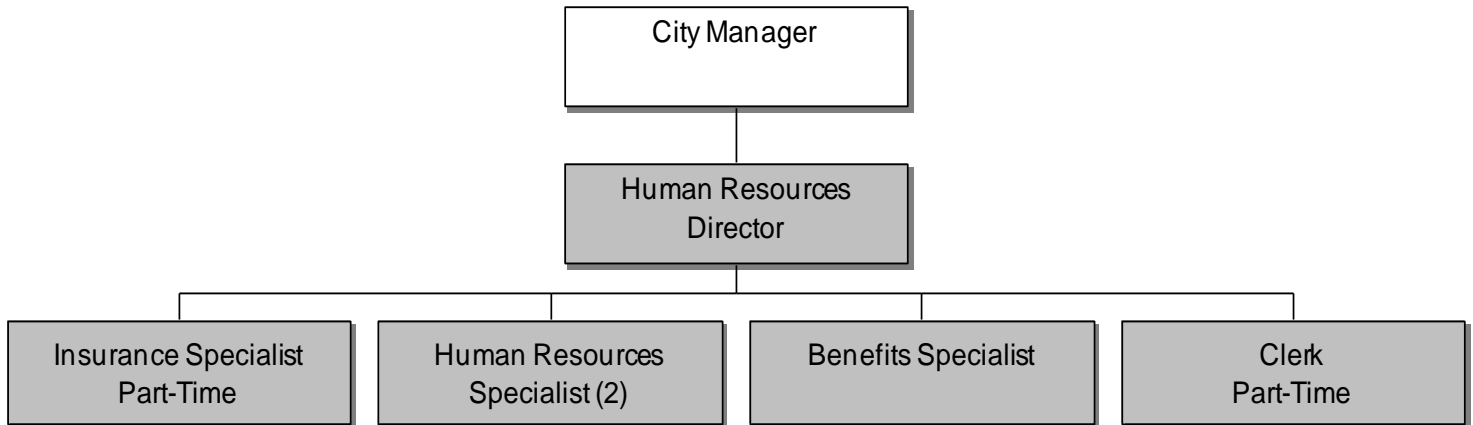 City Manager
Human Resources
Director
Insurance Specialist
Part-Time
Human Resources
Specialist (2)
Benefits Specialist
Clerk
Part-Time